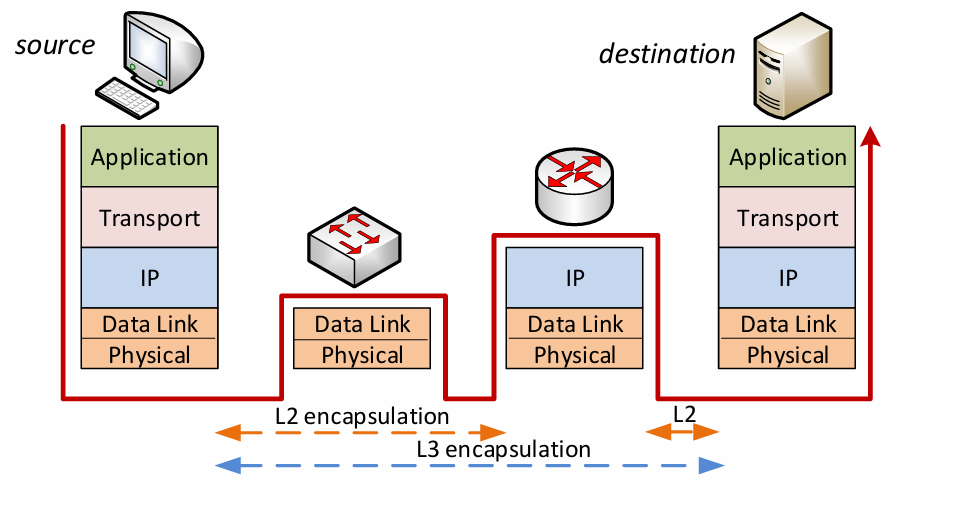 source
destination
Application
Transport
IP
Data Link
Physical
Data Link
Physical
IP
Data Link
Physical
Application
Transport
IP
Data Link
Physical
L2 encapsulation
L2
L3 encapsulation